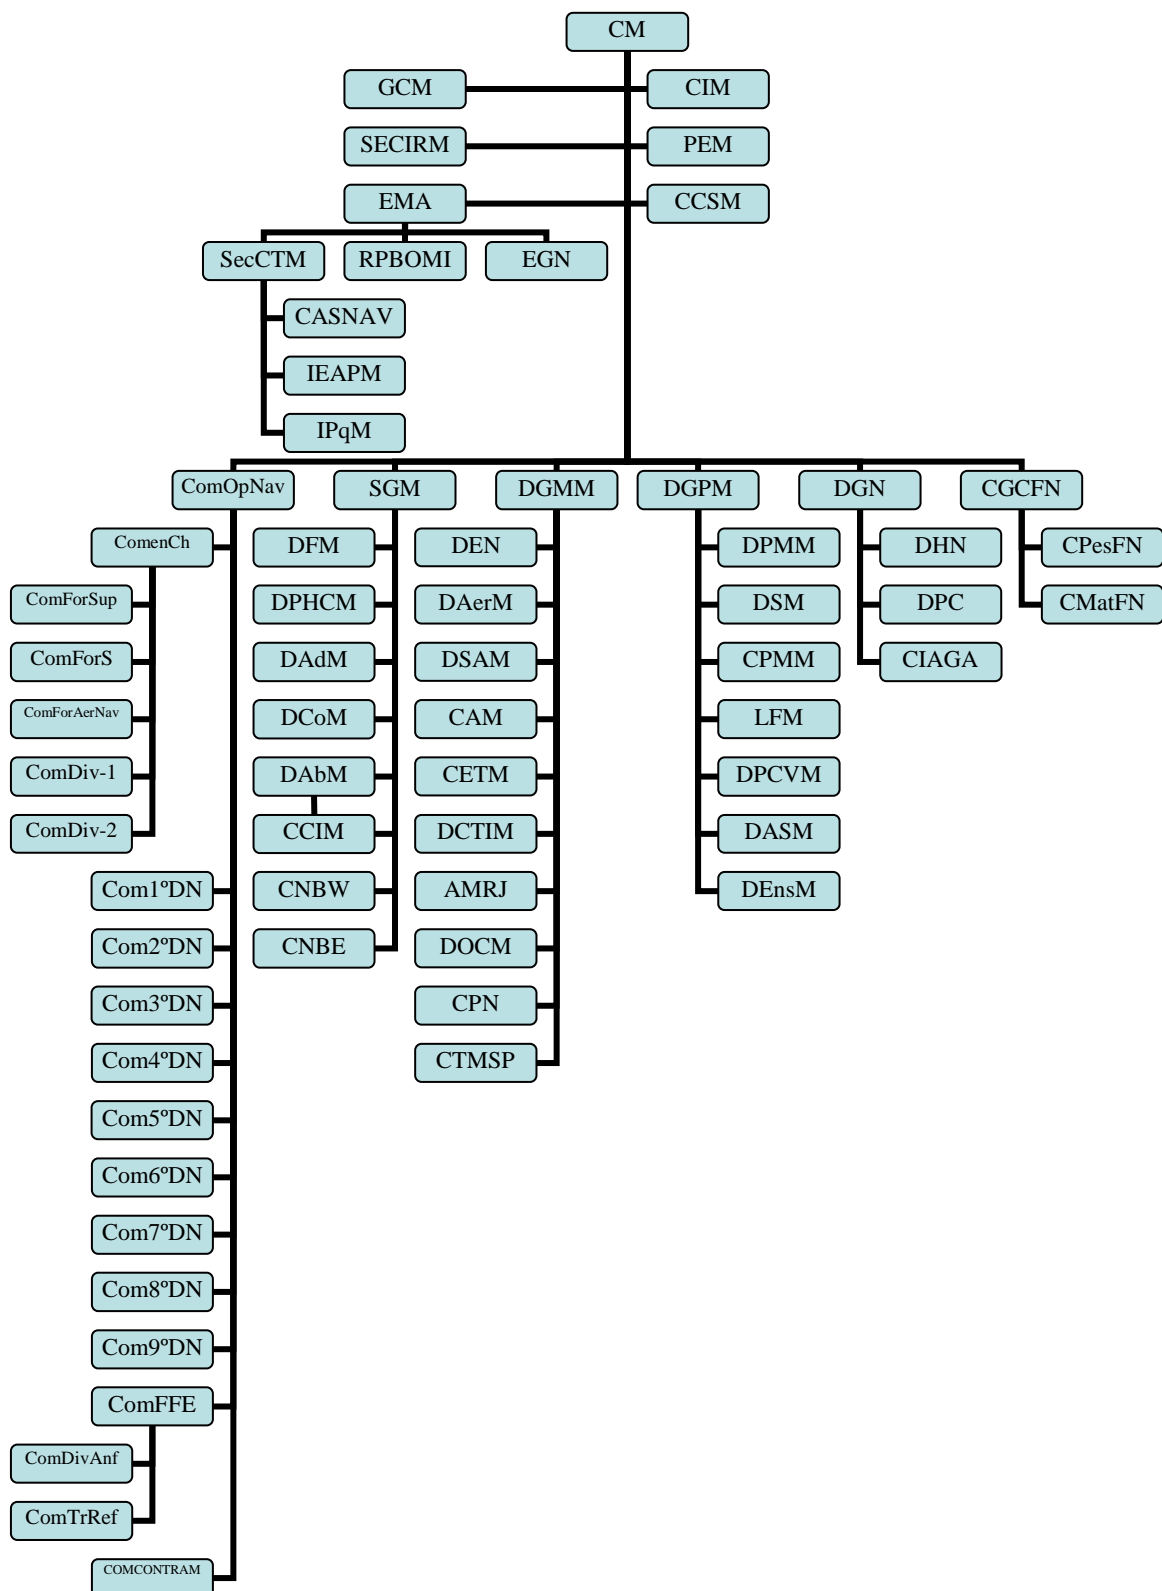 CM
GCM
CIM
SECIRM
PEM
EMA
CCSM
SecCTM
RPBOMI
EGN
CASNAV
IEAPM
IPqM
ComOpNav
SGM
DGMM
DGPM
DGN
CGCFN
ComenCh
ComForSup
ComForS
ComForAerNav
ComDiv-1
ComDiv-2
Com1ºDN
Com2ºDN
Com3ºDN
Com4ºDN
Com5ºDN
Com6ºDN
Com7ºDN
Com8ºDN
Com9ºDN
ComFFE
ComDivAnf
ComTrRef
COMCONTRAM
DFM
DPHCM
DAdM
DCoM
DAbM
CCIM
CNBW
CNBE
DEN
DAerM
DSAM
CAM
CETM
DCTIM
AMRJ
DOCM
CPN
CTMSP
DPMM
DSM
CPMM
LFM
DPCVM
DASM
DEnsM
DHN
DPC
CIAGA
CPesFN
CMatFN